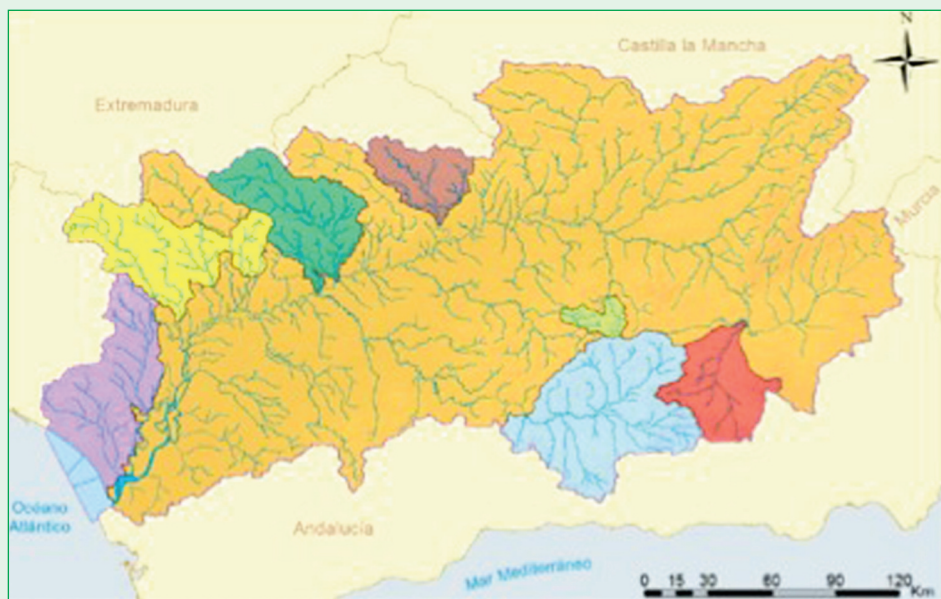 N
Castilla la Mancha
Extremadura
Murcia
Océano
Atlántico
Andalucía
Mar Mediterráneo
0 15 30 60 90 120
Km